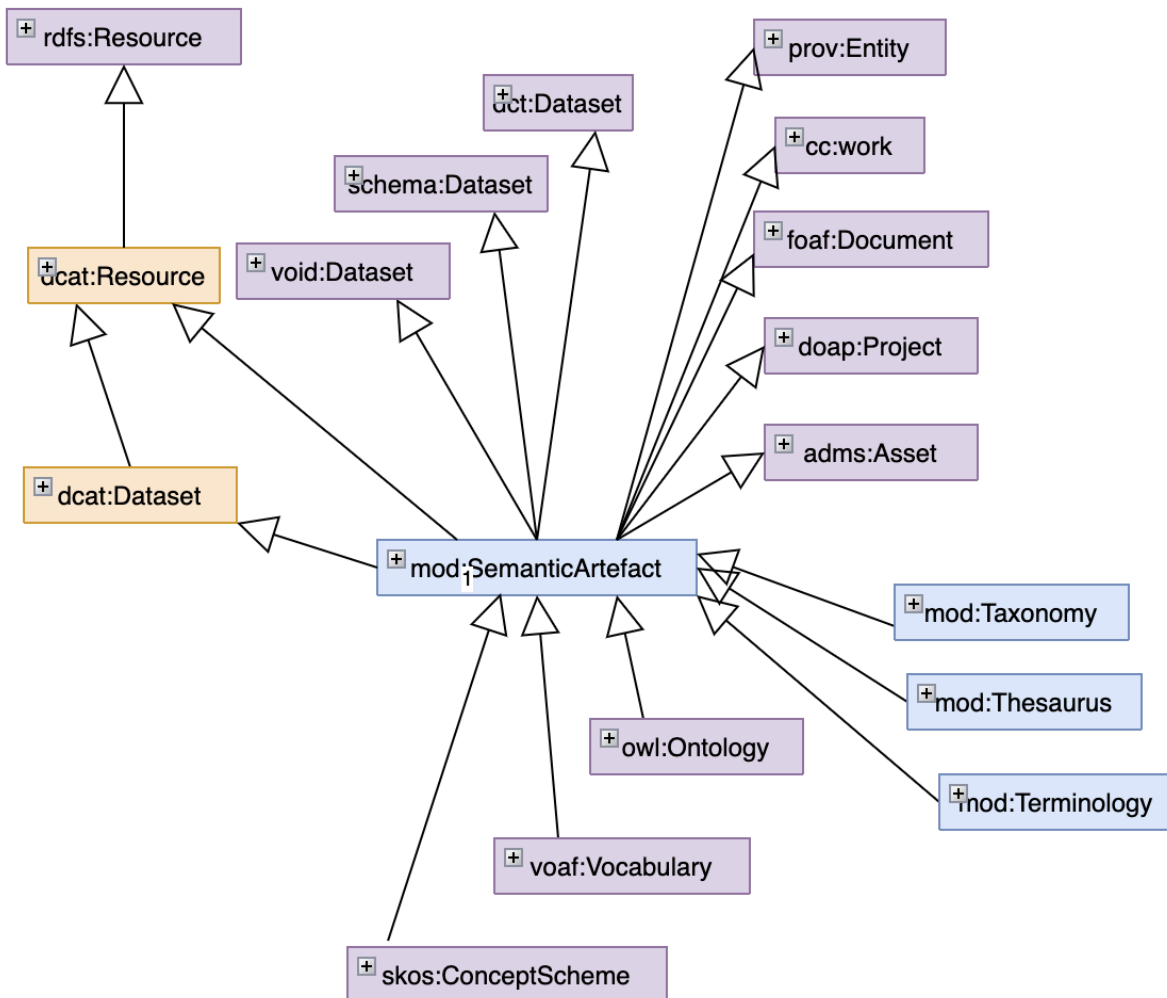 rdfs:Resource
prov:Entity
dct:Dataset
cc:work
schema:Dataset
foaf:Document
void:Dataset
dcat:Resource
doap:Project
adms:Asset
dcat:Dataset
mod:SemanticArtefact
1
mod:Taxonomy
mod:Thesaurus
owl:Ontology
mod:Terminology
voaf:Vocabulary
skos:ConceptScheme